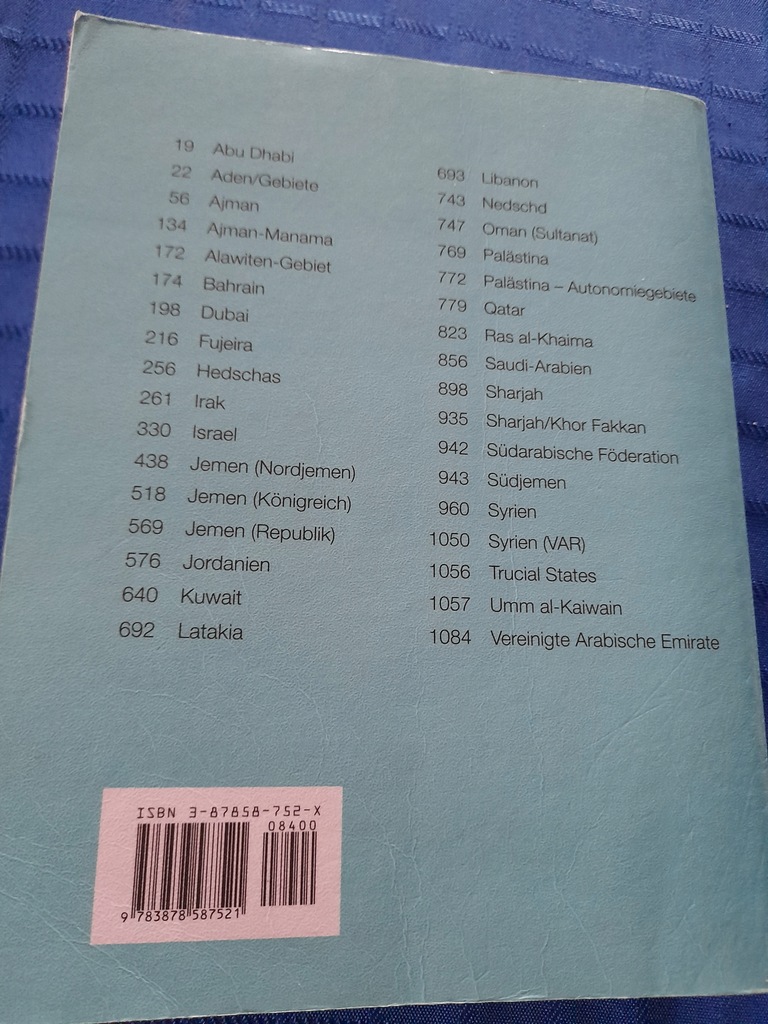 19 Abu Dhabi
22 Aden/Gebiete
56 Ajman
134 Ajman-Manama
172 Alawiten-Gebiet
174 Bahrain
198 Dubai
216 Fujeira
256 Hedschas
261 Irak
330 Israel
438 Jemen (Nordjemen)
518 Jemen (Königreich)
569 Jemen (Republik)
576 Jordanien
640 Kuwait
692 Latakia
693 Libanon
743 Nedschd
747 Oman (Sultanat)
769 Palästina
772 Palästina – Autonomiegebiete
779 Qatar
823 Ras al-Khaima
856 Saudi-Arabien
898 Sharjah
935 Sharjah/Khor Fakkan
942 Südarabische Föderation
943 Südjemen
960 Syrien
1050 Syrien (VAR)
1056 Trucial States
1057 Umm al-Kaiwain
1084 Vereinigte Arabische Emirate
ISBN 3-87858-752-X
08400
9 783878 587521